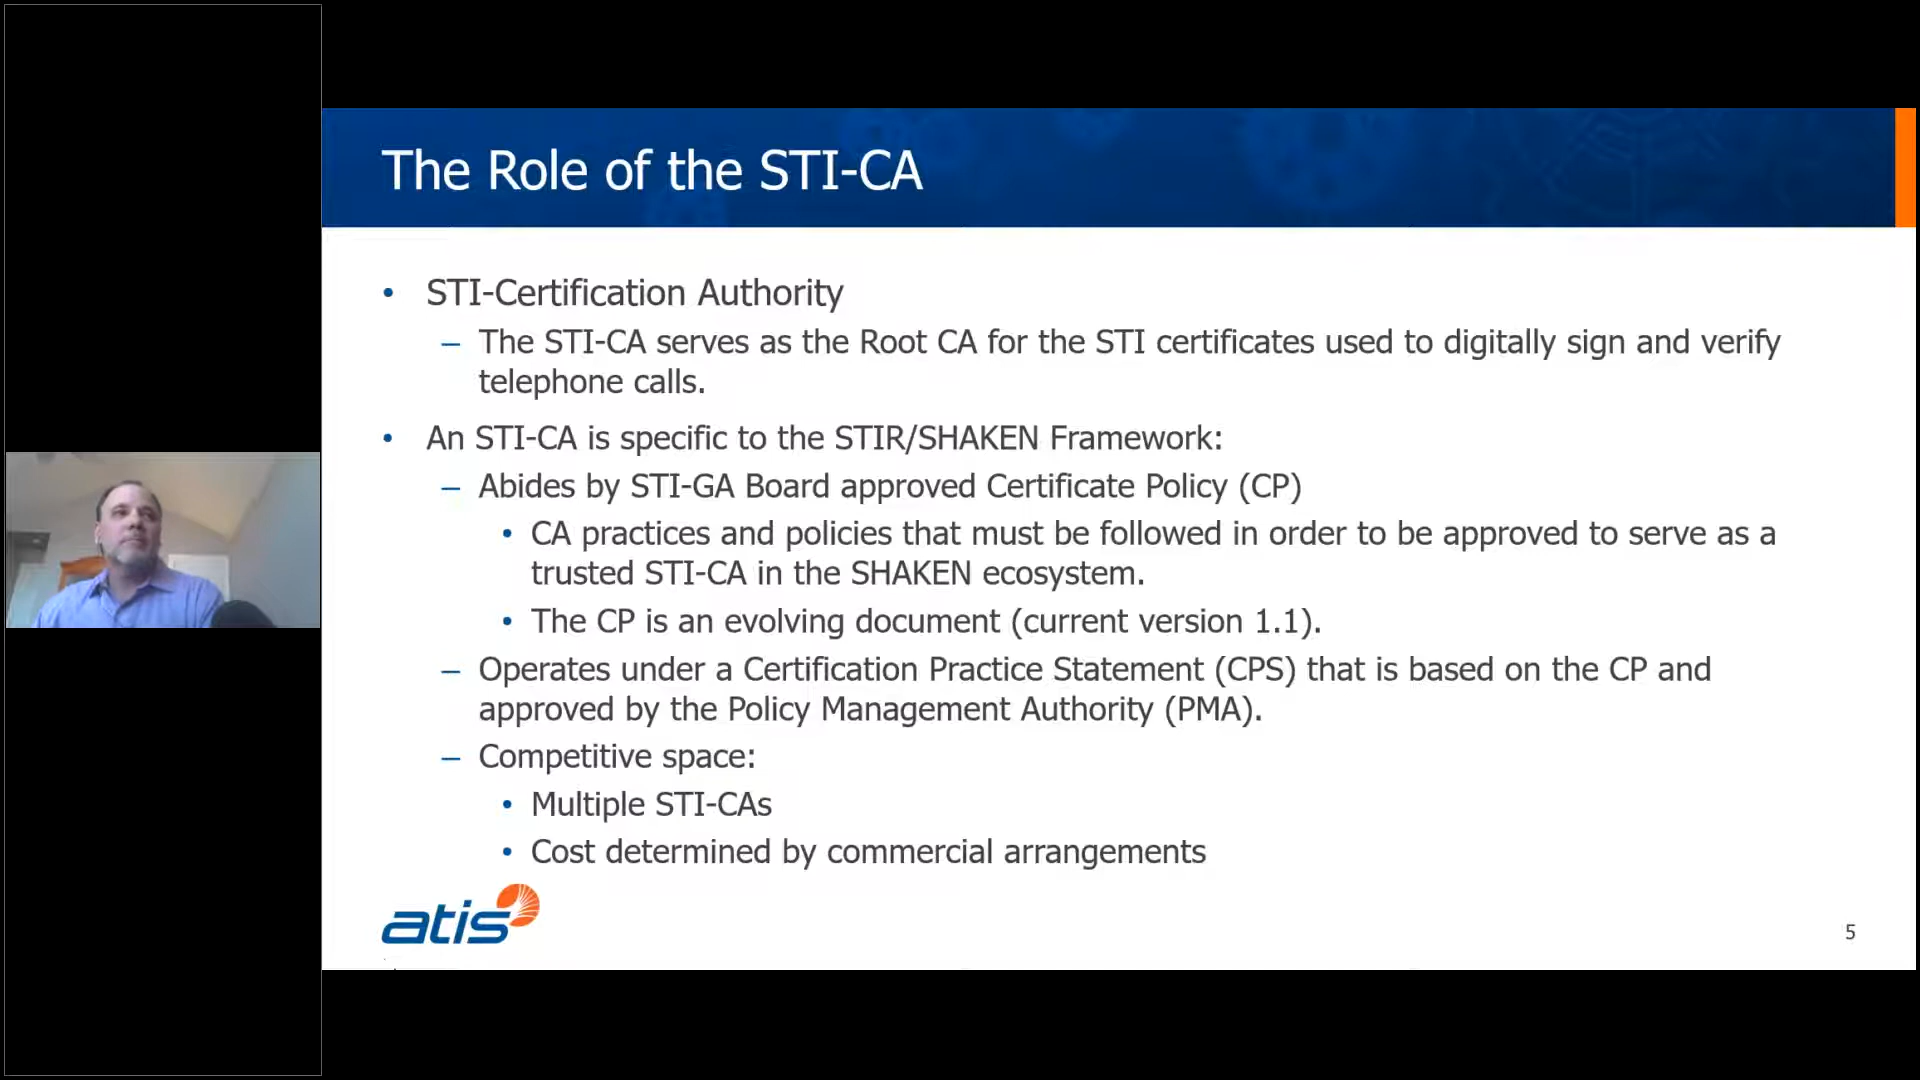 The Role of the STI-CA
• STI-Certification Authority
– The STI-CA serves as the Root CA for the STI certificates used to digitally sign and verify
telephone calls.
• An STI-CA is specific to the STIR/SHAKEN Framework:
– Abides by STI-GA Board approved Certificate Policy (CP)
• CA practices and policies that must be followed in order to be approved to serve as a
trusted STI-CA in the SHAKEN ecosystem.
• The CP is an evolving document (current version 1.1).
– Operates under a Certification Practice Statement (CPS) that is based on the CP and
approved by the Policy Management Authority (PMA).
– Competitive space:
• Multiple STI-CAs
• Cost determined by commercial arrangements
atis
5